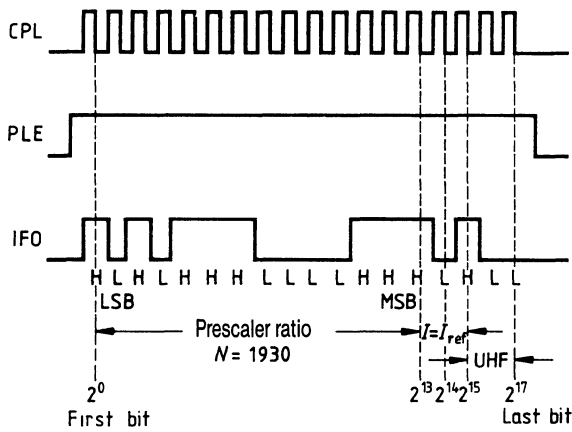 CPL
PLE
IFO
H L H L H H H L L L L H H H L H L L
LSB MSB
Prescaler ratio I=I_ref
N = 1930 UHF
2^0 2^13 2^14 2^15 2^17
First bit Last bit